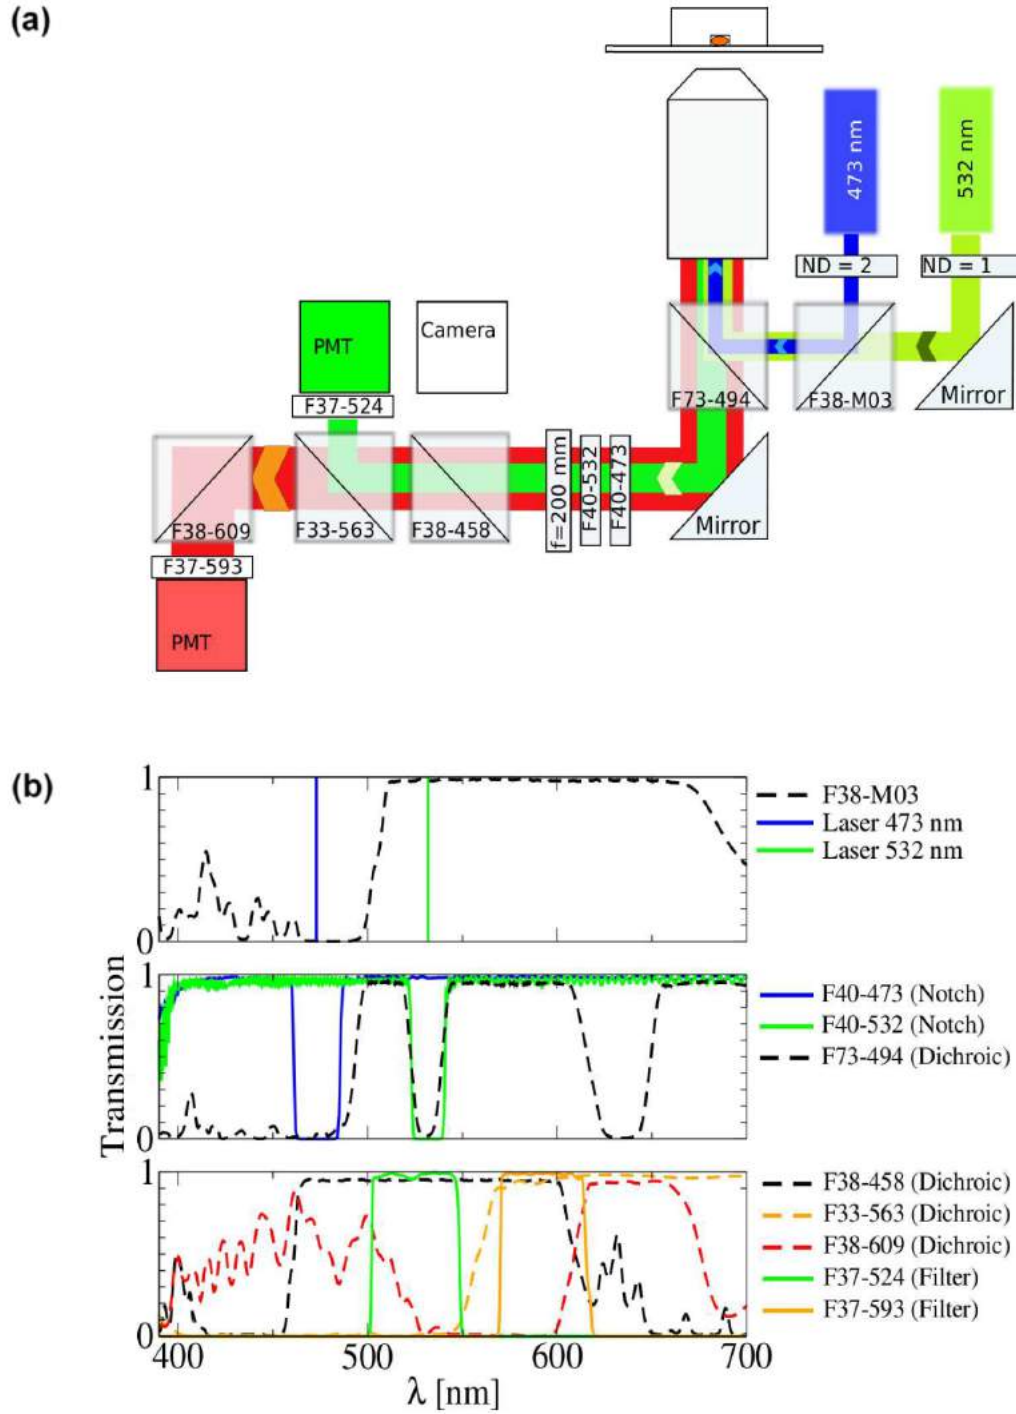 (a)
473 nm
532 nm
ND = 2
ND = 1
PMT
Camera
F37-524
F73-494
F38-M03
Mirror
F38-609
F33-563
F38-458
f=200 mm
F40-532
F40-473
Mirror
F37-593
PMT
(b)
1
0
F38-M03
Laser 473 nm
Laser 532 nm
Transmission
1
0
F40-473 (Notch)
F40-532 (Notch)
F73-494 (Dichroic)
1
0
F38-458 (Dichroic)
F33-563 (Dichroic)
F38-609 (Dichroic)
F37-524 (Filter)
F37-593 (Filter)
400 500 600 700
λ [nm]